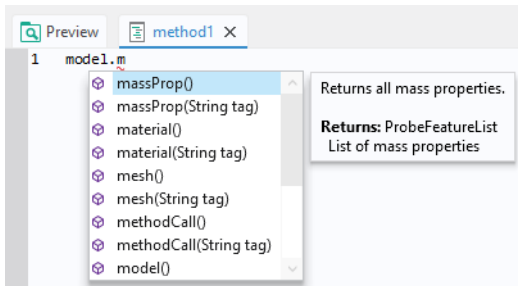 Preview method1
1 model.m
massProp()
massProp(String tag)
material()
material(String tag)
mesh()
mesh(String tag)
methodCall()
methodCall(String tag)
model()
Returns all mass properties.
Returns: ProbeFeatureList
List of mass properties